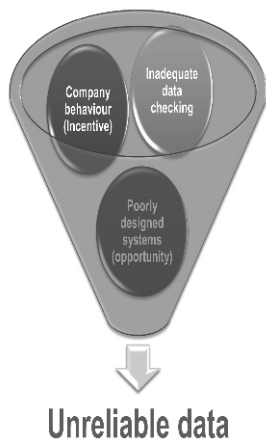 Company
behaviour
(Incentive)
Inadequate
data
checking
Poorly
designed
systems
(opportunity)
Unreliable data